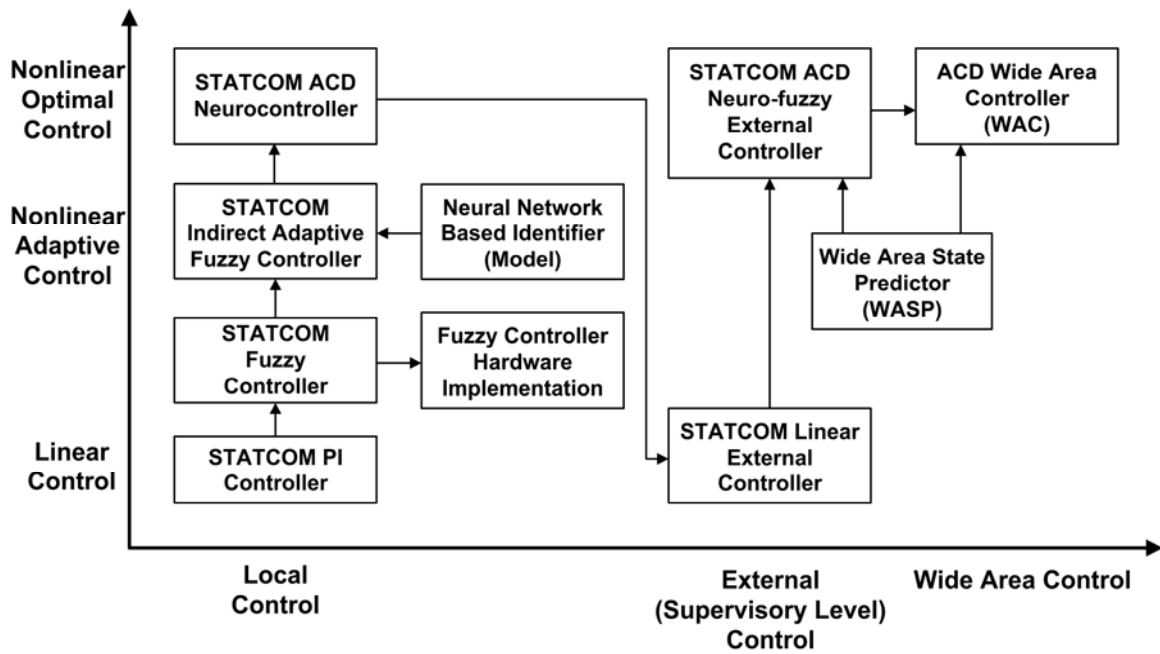 Nonlinear
Optimal
Control
STATCOM ACD
Neurocontroller
STATCOM ACD
Neuro-fuzzy
External
Controller
ACD Wide Area
Controller
(WAC)
Nonlinear
Adaptive
Control
STATCOM
Indirect Adaptive
Fuzzy Controller
Neural Network
Based Identifier
(Model)
Wide Area State
Predictor
(WASP)
STATCOM
Fuzzy
Controller
Fuzzy Controller
Hardware
Implementation
Linear
Control
STATCOM PI
Controller
STATCOM Linear
External
Controller
Local
Control
External
(Supervisory Level)
Control
Wide Area Control